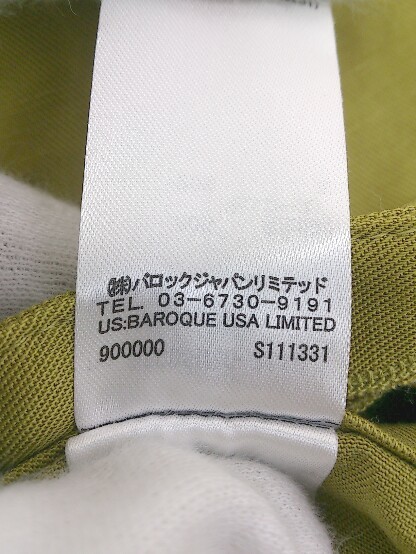 (株)バロックジャパンリミテッド
TEL. 03-6730-9191
US:BAROQUE USA LIMITED
900000 S111331